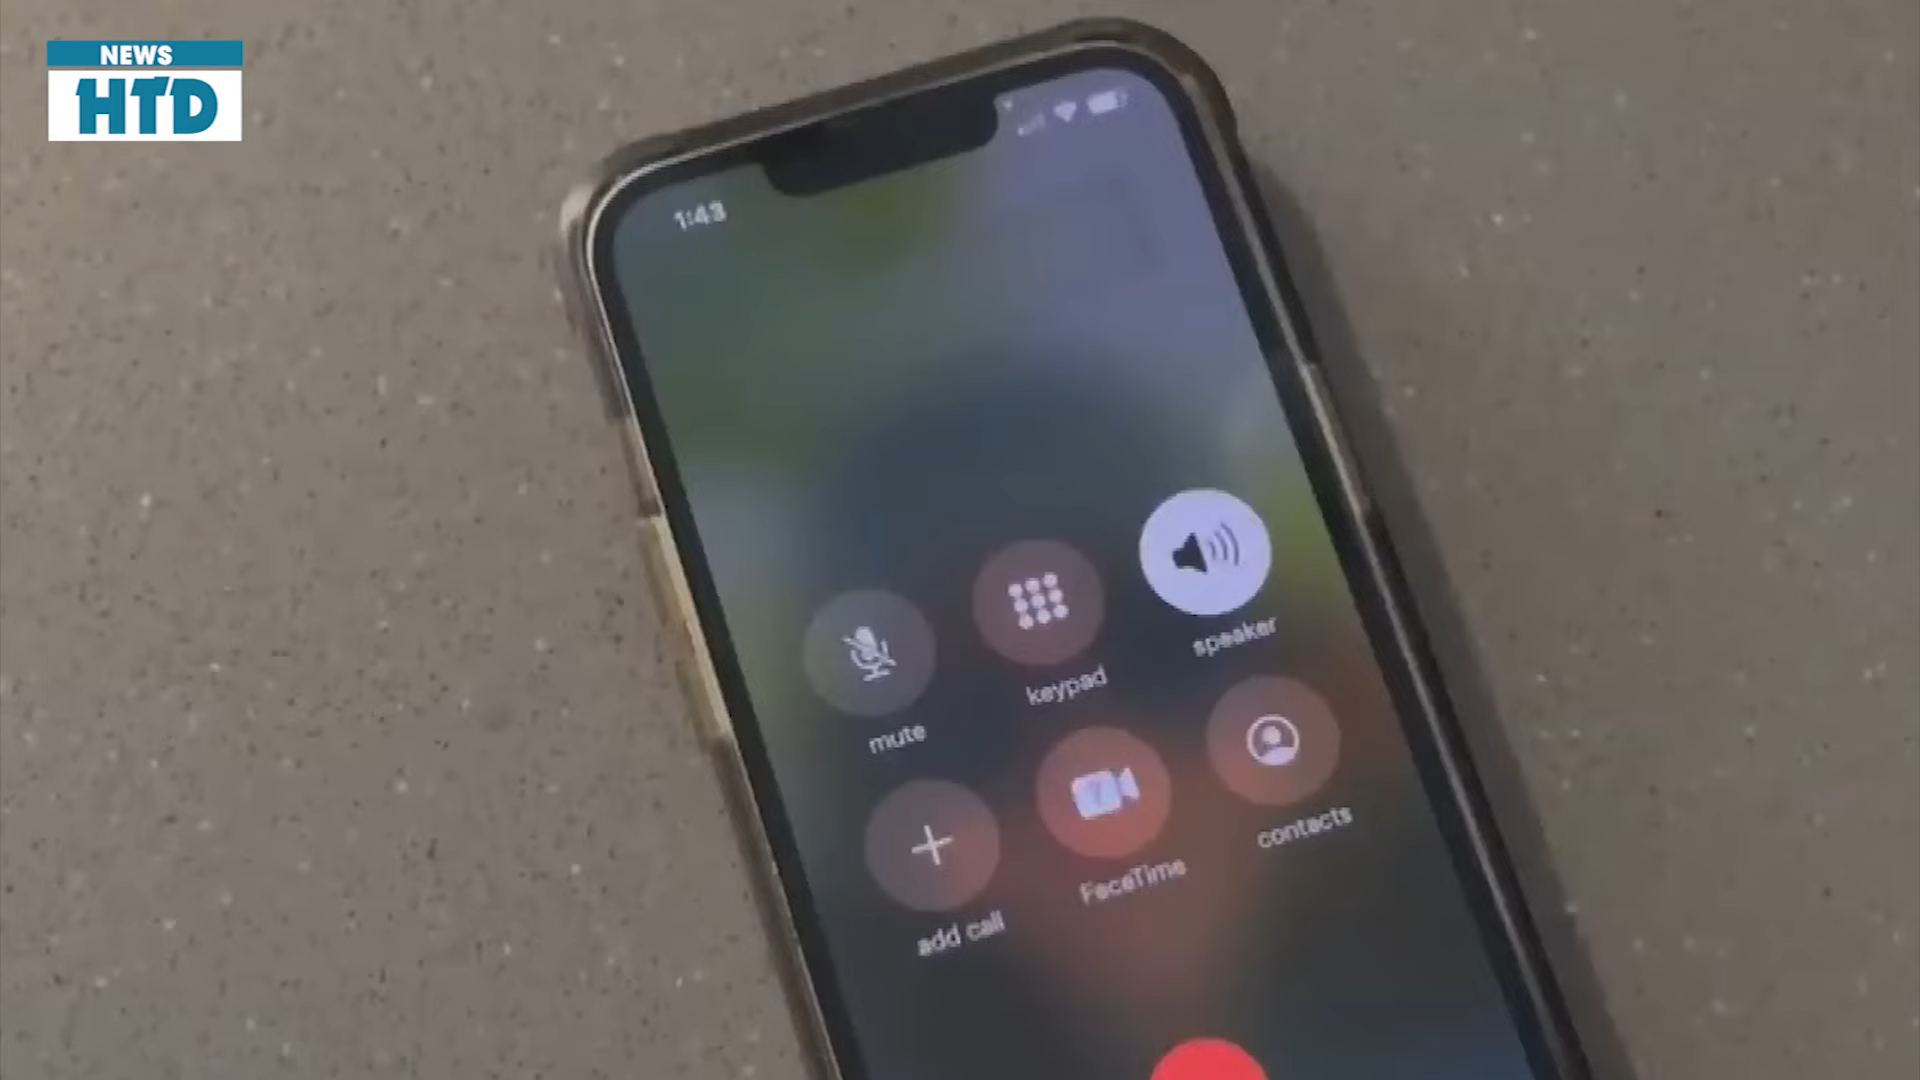 NEWS
HTD
1:43
mute
keypad
speaker
add call
FaceTime
contacts